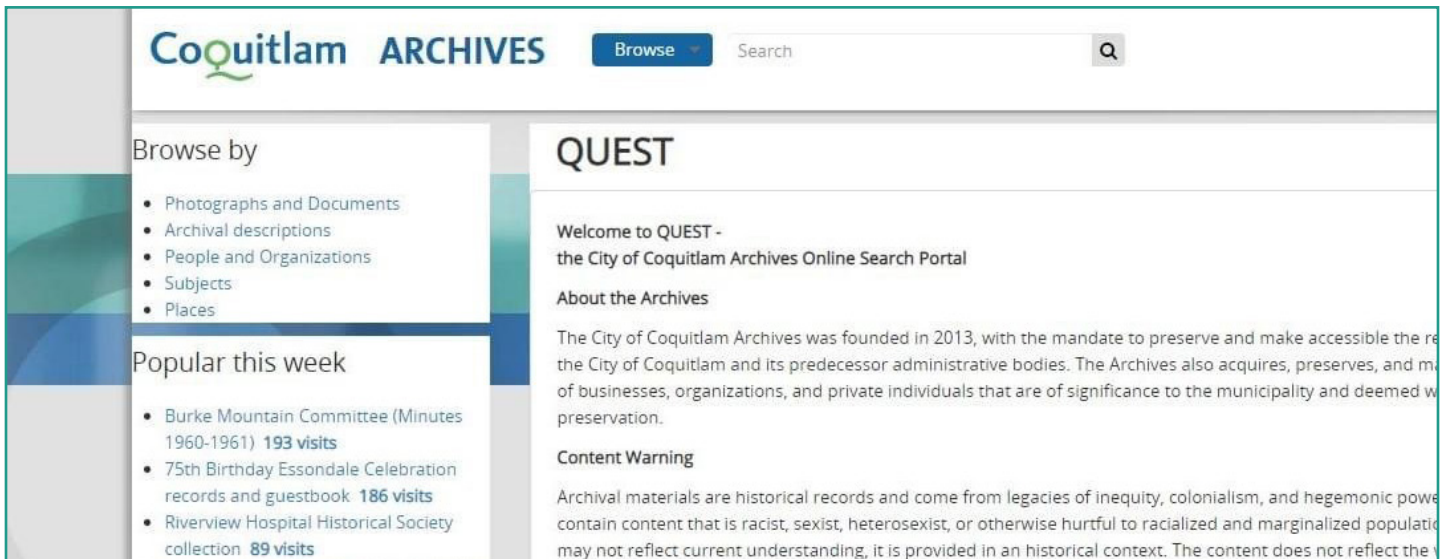 Coquitlam ARCHIVES
Browse
Search
Browse by
Photographs and Documents
Archival descriptions
People and Organizations
Subjects
Places
Popular this week
Burke Mountain Committee (Minutes
1960-1961) 193 visits
75th Birthday Essondale Celebration
records and guestbook 186 visits
Riverview Hospital Historical Society
collection 89 visits
QUEST
Welcome to QUEST -
the City of Coquitlam Archives Online Search Portal
About the Archives
The City of Coquitlam Archives was founded in 2013, with the mandate to preserve and make accessible the
the City of Coquitlam and its predecessor administrative bodies. The Archives also acquires, preserves, and
of businesses, organizations, and private individuals that are of significance to the municipality and deemed
preservation.
Content Warning
Archival materials are historical records and come from legacies of inequity, colonialism, and hegemonic
contain content that is racist, sexist, heterosexist, or otherwise hurtful to racialized and marginalized
may not reflect current understanding, it is provided in an historical context. The content does not reflect the